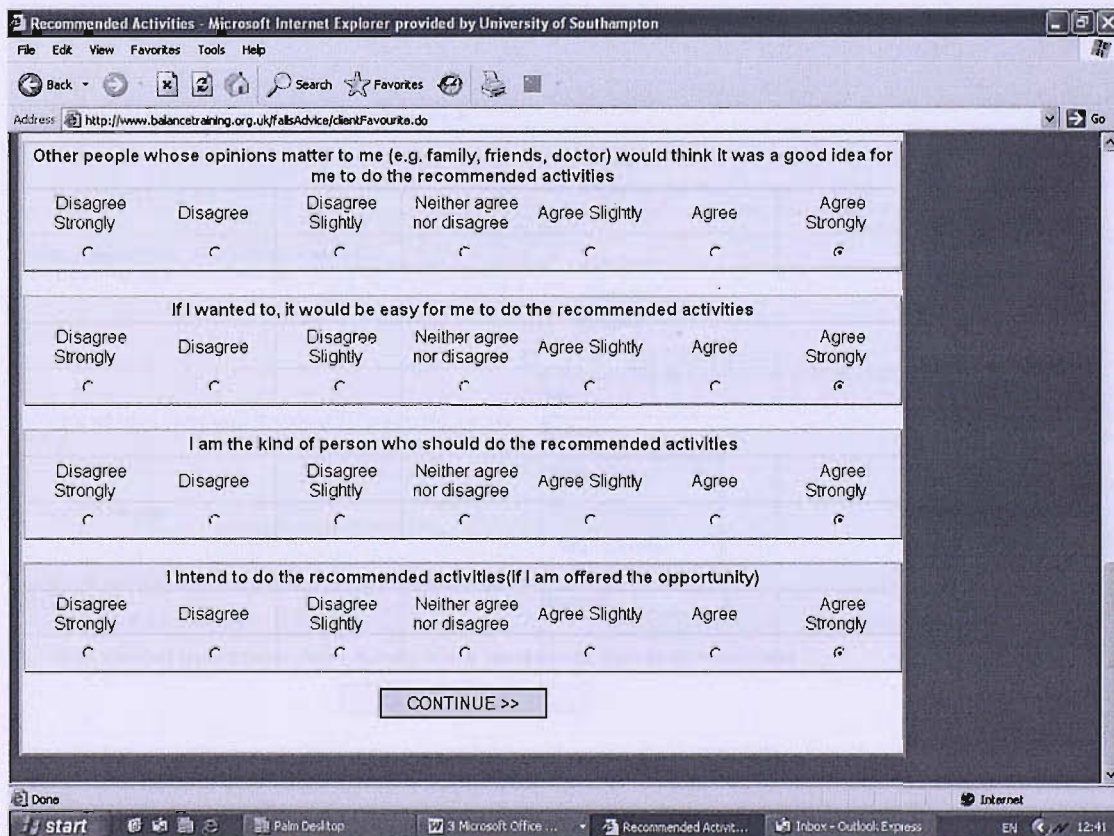 Recommended Activities - Microsoft Internet Explorer provided by University of Southampton
File Edit View Favorites Tools Help
Back Search Favorites
Address http://www.balancetraining.org.uk/fallsAdvice/clientFavourite.do Go
Other people whose opinions matter to me (e.g. family, friends, doctor) would think it was a good idea for
me to do the recommended activities
Disagree Strongly Disagree Disagree Slightly Neither agree nor disagree Agree Slightly Agree Agree Strongly
If I wanted to, it would be easy for me to do the recommended activities
Disagree Strongly Disagree Disagree Slightly Neither agree nor disagree Agree Slightly Agree Agree Strongly
I am the kind of person who should do the recommended activities
Disagree Strongly Disagree Disagree Slightly Neither agree nor disagree Agree Slightly Agree Agree Strongly
I intend to do the recommended activities(if I am offered the opportunity)
Disagree Strongly Disagree Disagree Slightly Neither agree nor disagree Agree Slightly Agree Agree Strongly
CONTINUE >>
Done Internet
start Palm Desktop 3 Microsoft Office ... Recommended Activit... Inbox - Outlook Express EN 12:41